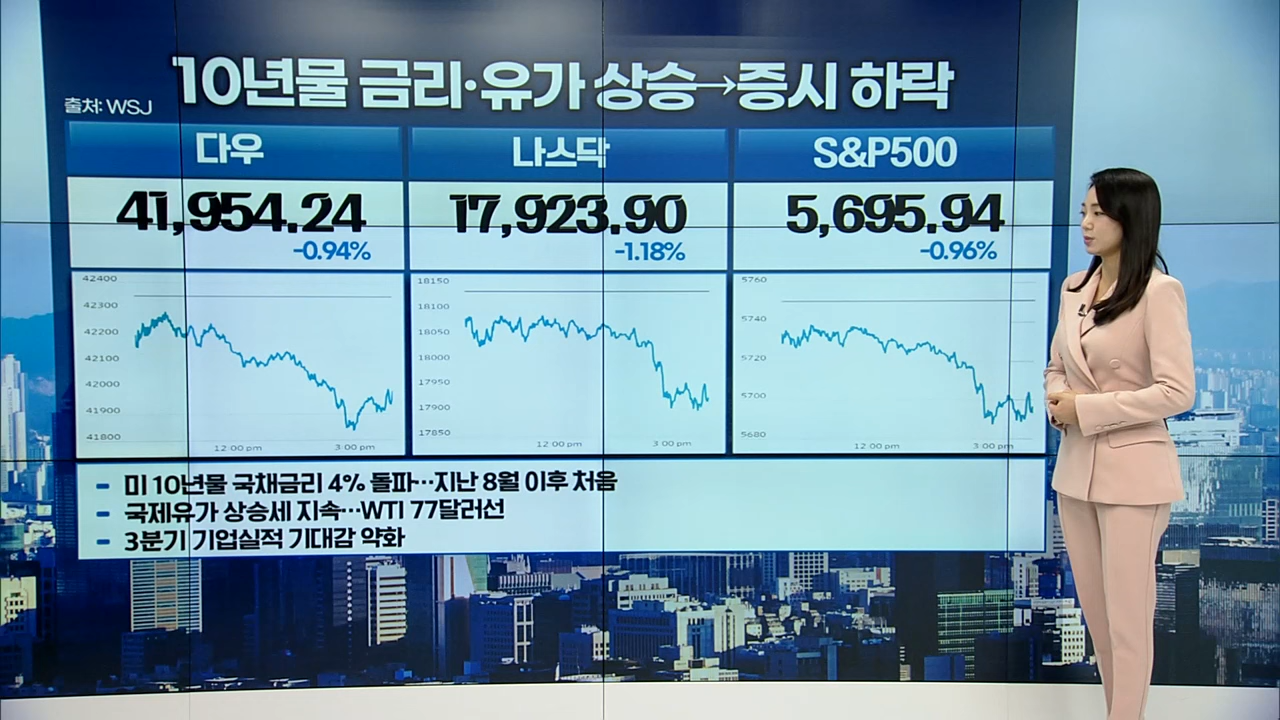 10년물 금리·유가 상승→증시 하락
출처: WSJ
다우
나스닥
S&P500
41,954.24
17,923.90
5,695.94
-0.94%
-1.18%
-0.96%
42400
42300
42200
42100
42000
41900
41800
12:00 pm
3:00 pm
18150
18100
18050
18000
17950
17900
17850
12:00 pm
3:00 pm
5760
5740
5720
5700
5680
12:00 pm
3:00 pm
- 미 10년물 국채금리 4% 돌파…지난 8월 이후 처음
- 국제유가 상승세 지속…WTI 77달러선
- 3분기 기업실적 기대감 약화